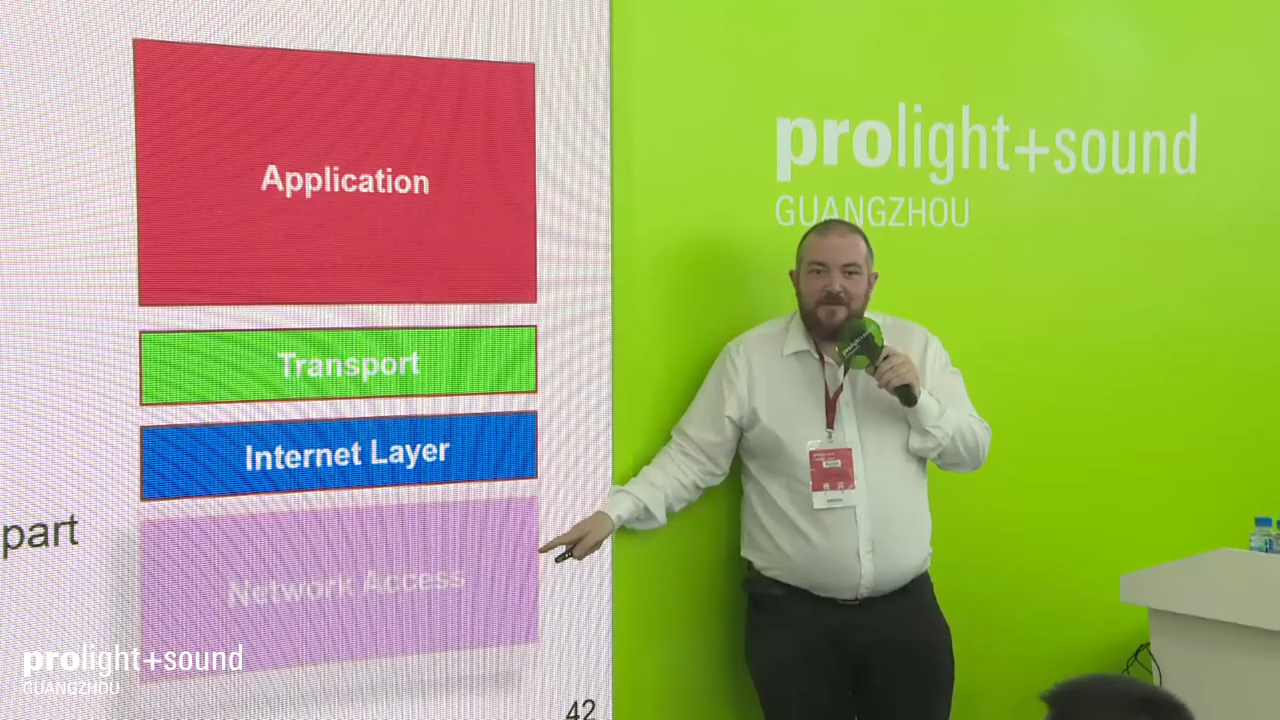 Application
Transport
Internet Layer
part
Network Access
42
prolight+sound
GUANGZHOU
prolight+sound
GUANGZHOU